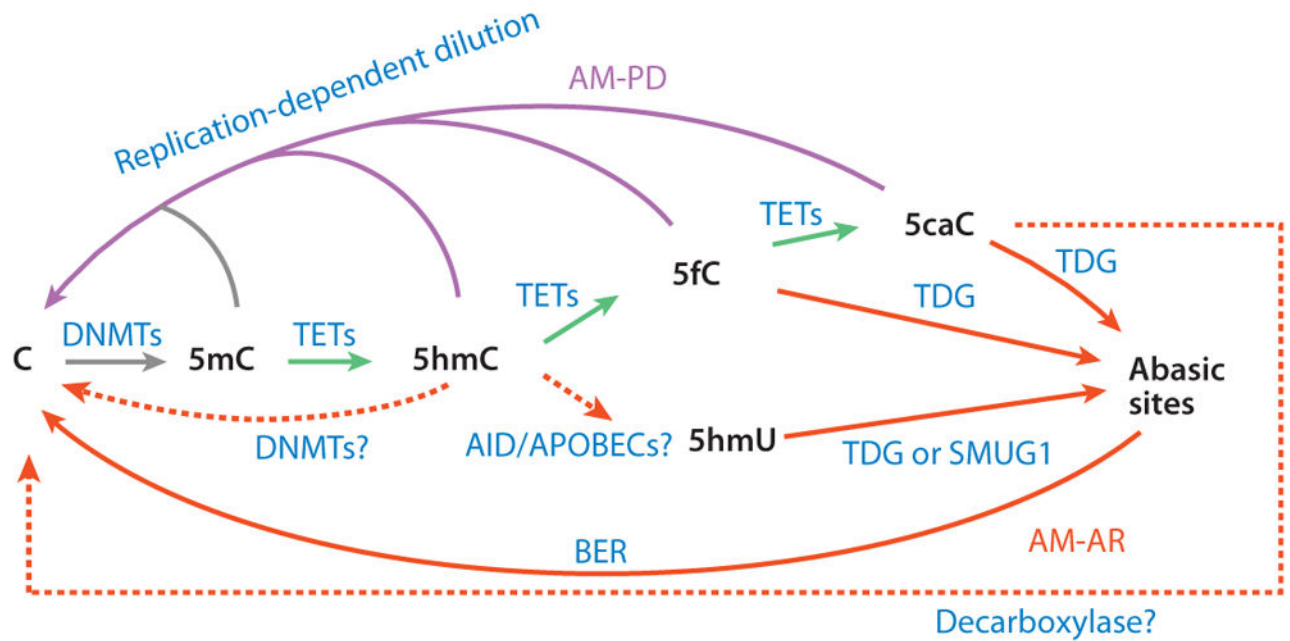 Replication-dependent dilution
AM-PD
TETs
5caC
TDG
5fC
TETs
TDG
DNMTs
TETs
C
5mC
5hmC
Abasic
sites
DNMTs?
AID/APOBECs?
5hmU
TDG or SMUG1
BER
AM-AR
Decarboxylase?